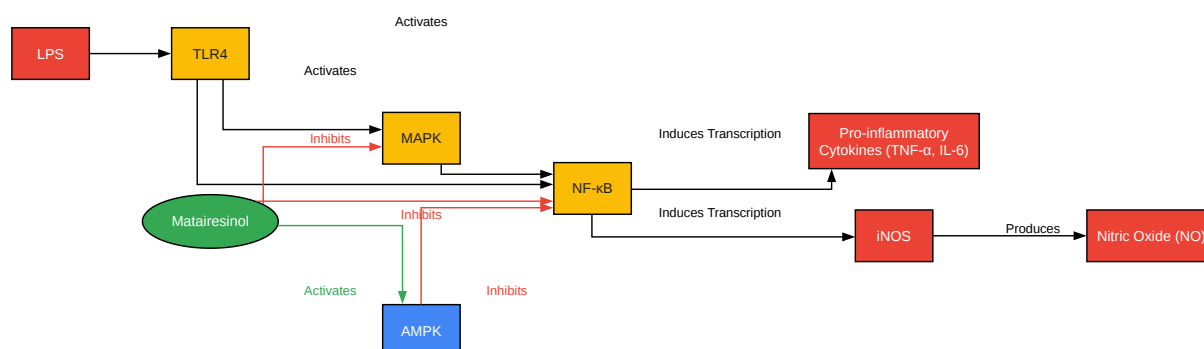 Activates
LPS
TLR4
Activates
MAPK
Inhibits
Induces Transcription
Pro-inflammatory
Cytokines (TNF-α, IL-6)
NF-κB
Matairesinol
Inhibits
Induces Transcription
iNOS
Produces
Nitric Oxide (NO)
Activates
Inhibits
AMPK